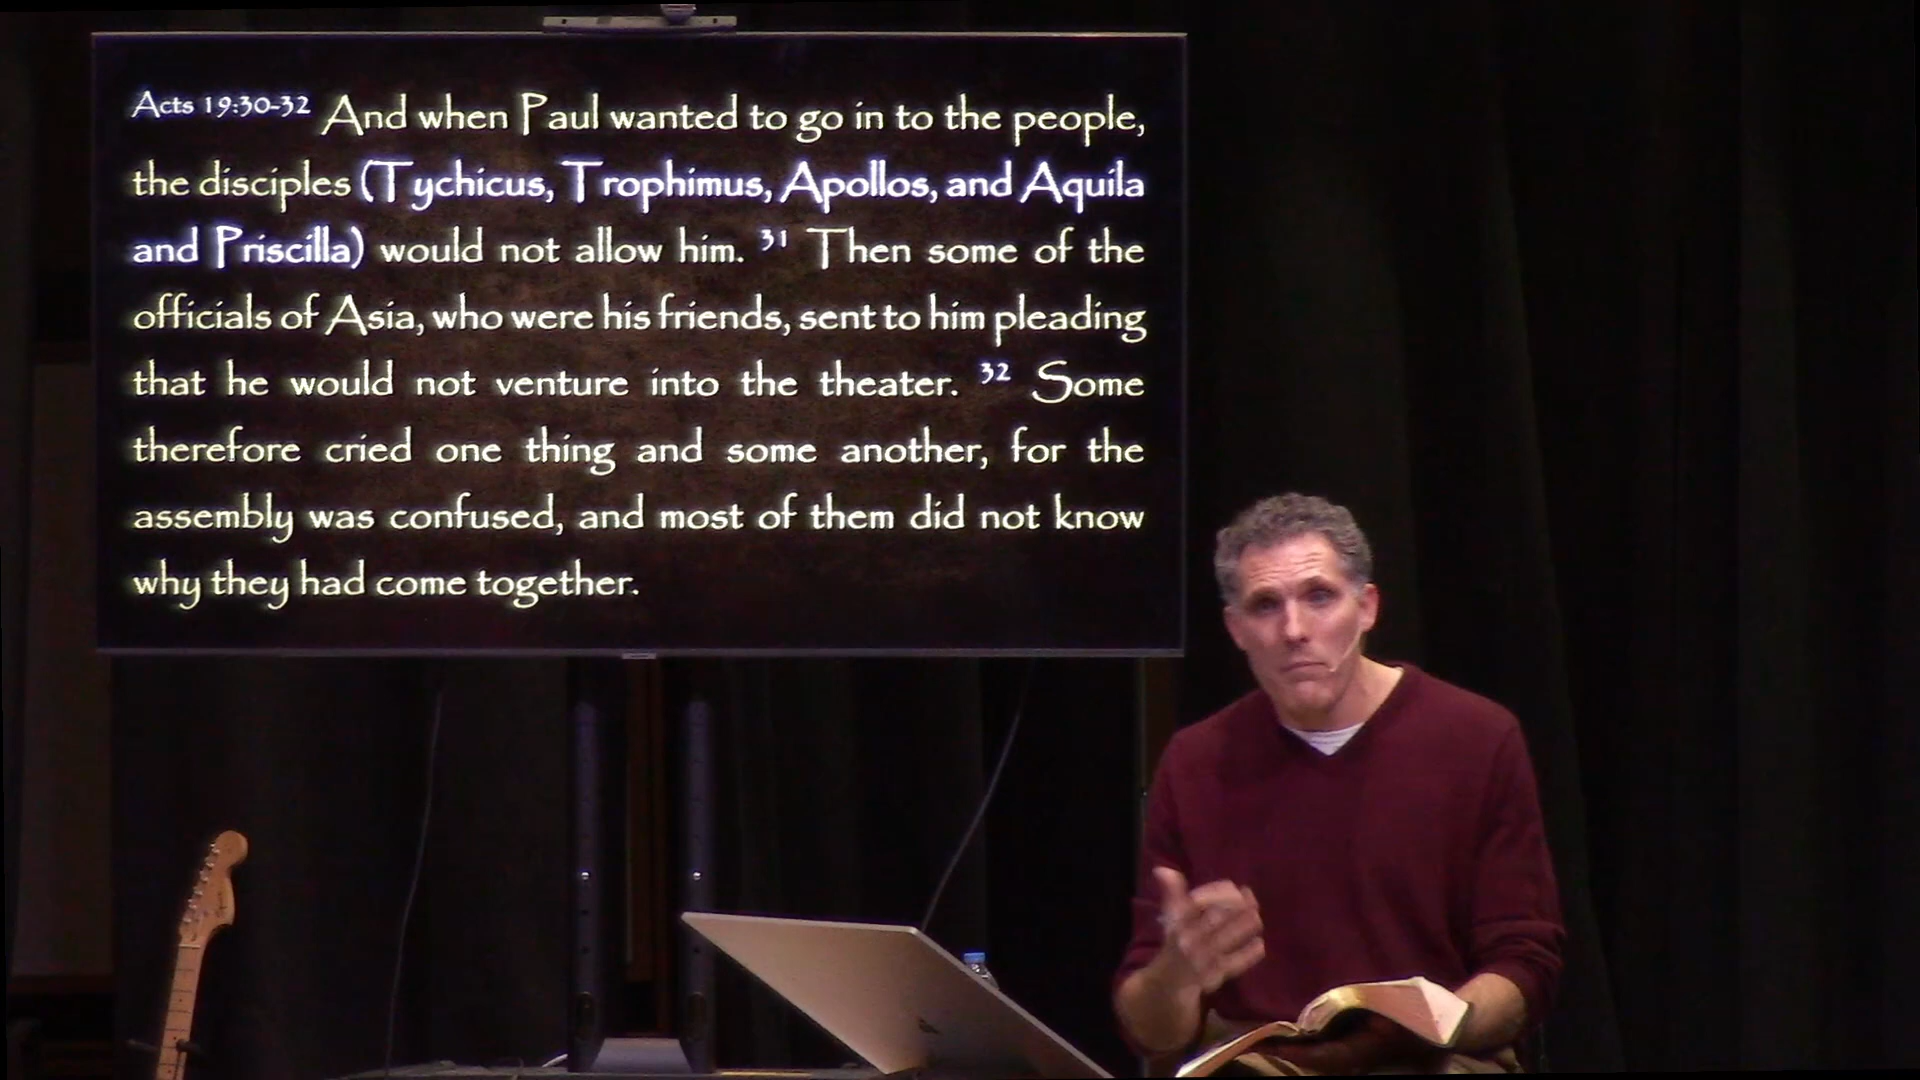 Acts 19:30-32 And when Paul wanted to go in to the people,
the disciples (Tychicus, Trophimus, Apollos, and Aquila
and Priscilla) would not allow him. 31 Then some of the
officials of Asia, who were his friends, sent to him pleading
that he would not venture into the theater. 32 Some
therefore cried one thing and some another, for the
assembly was confused, and most of them did not know
why they had come together.